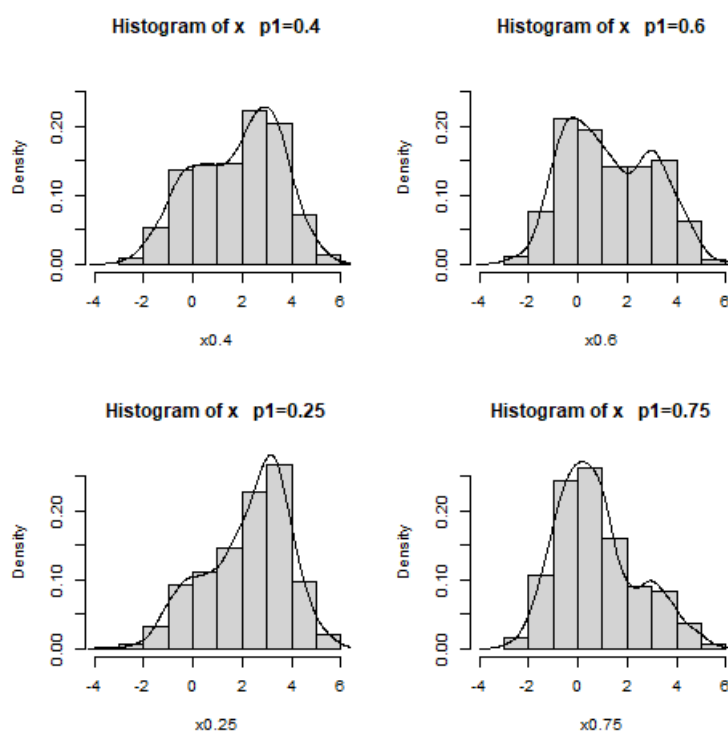 Histogram of x   p1=0.4
Density
0.00 0.10 0.20
-4 -2 0 2 4 6
x0.4
Histogram of x   p1=0.6
Density
0.00 0.10 0.20
-4 -2 0 2 4 6
x0.6
Histogram of x   p1=0.25
Density
0.00 0.10 0.20
-4 -2 0 2 4 6
x0.25
Histogram of x   p1=0.75
Density
0.00 0.10 0.20
-4 -2 0 2 4 6
x0.75